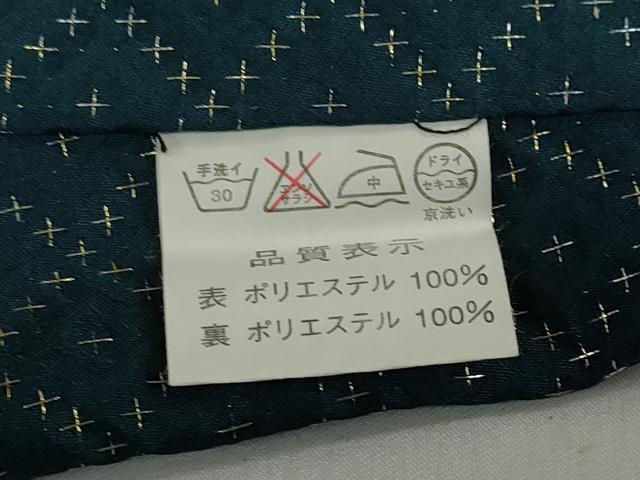 手洗イ
30
エンソ
サラシ
中
ドライ
セキユ系
京洗い
品質表示
表 ポリエステル 100%
裏 ポリエステル 100%